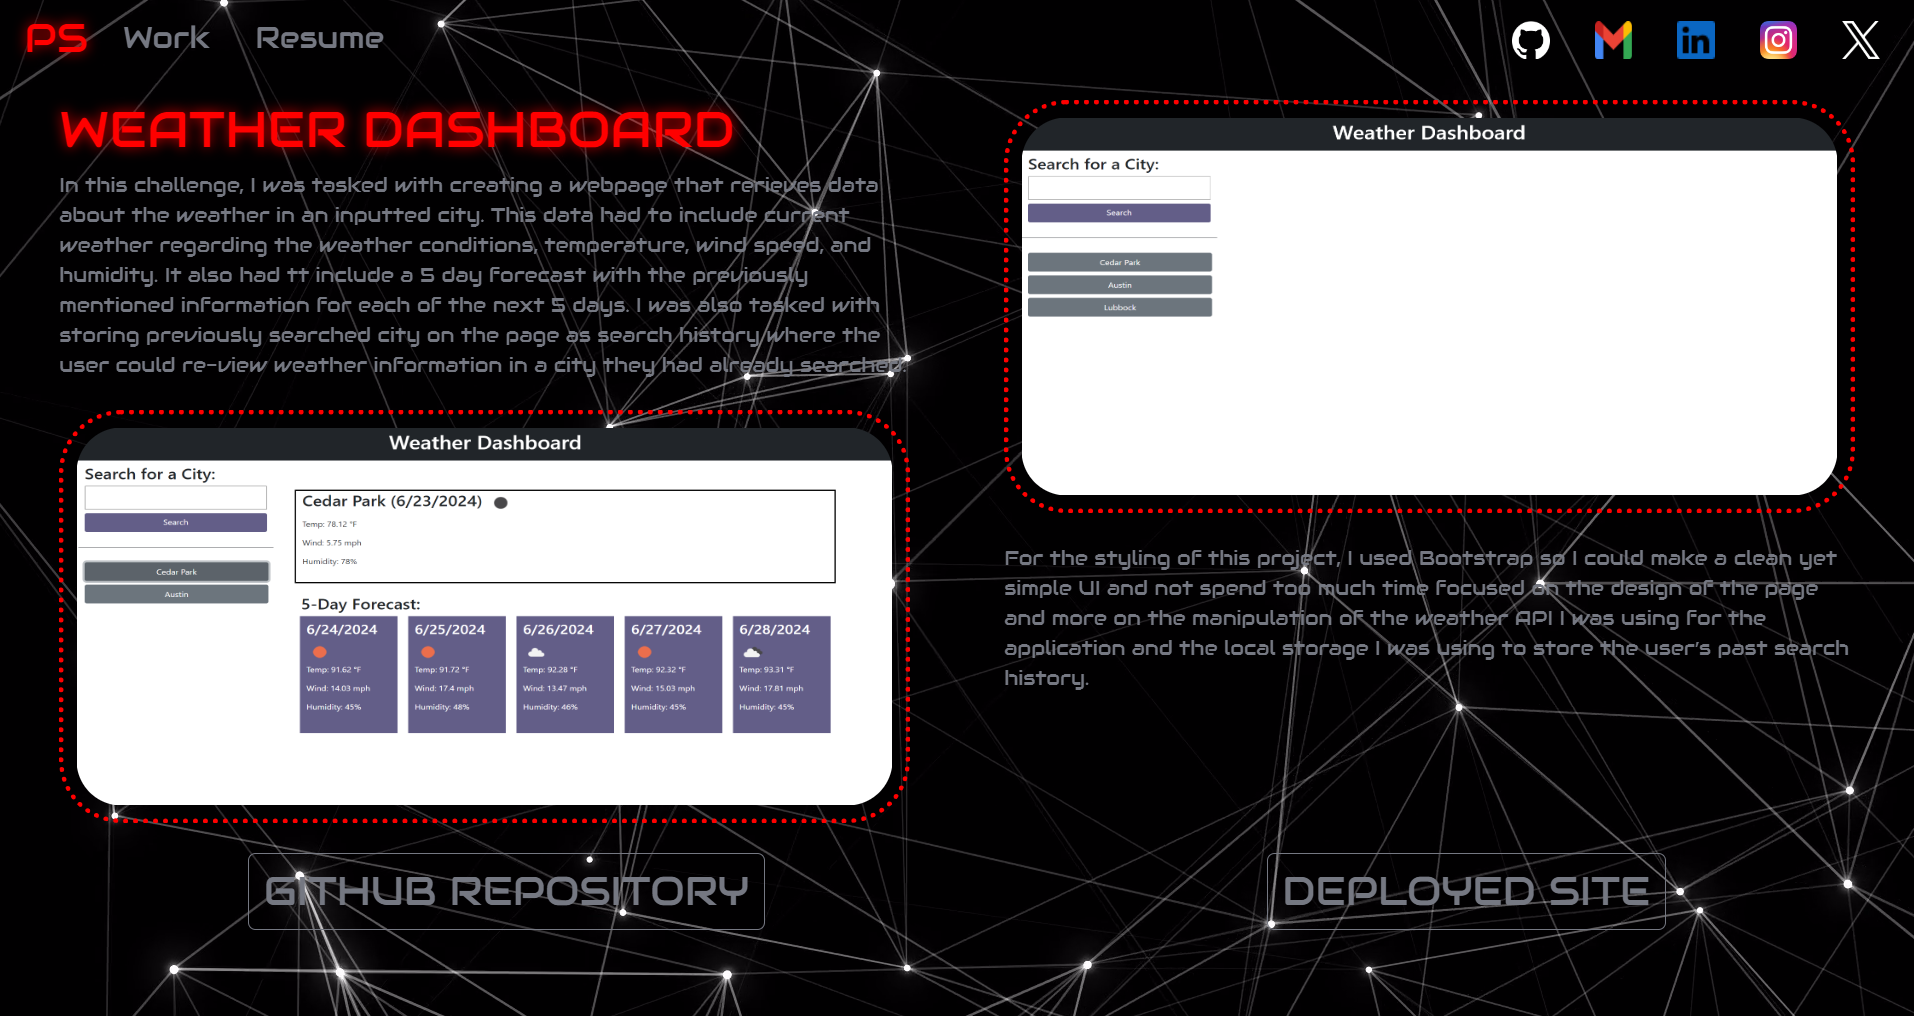 PS Work Resume
WEATHER DASHBOARD
In this challenge, I was tasked with creating a webpage that rerieves data
about the weather in an inputted city. This data had to include current
weather regarding the weather conditions, temperature, wind speed, and
humidity. It also had tt include a 5 day forecast with the previously
mentioned information for each of the next 5 days. I was also tasked with
storing previously searched city on the page as search history where the
user could re-view weather information in a city they had already searched.
Weather Dashboard
Search for a City:
Search
Cedar Park
Austin
Cedar Park (6/23/2024)
Temp: 78.12 °F
Wind: 5.75 mph
Humidity: 78%
5-Day Forecast:
6/24/2024
Temp: 91.62 °F
Wind: 14.03 mph
Humidity: 45%
6/25/2024
Temp: 91.72 °F
Wind: 17.4 mph
Humidity: 48%
6/26/2024
Temp: 92.28 °F
Wind: 13.47 mph
Humidity: 46%
6/27/2024
Temp: 92.32 °F
Wind: 15.03 mph
Humidity: 45%
6/28/2024
Temp: 93.31 °F
Wind: 17.81 mph
Humidity: 45%
GITHUB REPOSITORY
in
Weather Dashboard
Search for a City:
Search
Cedar Park
Austin
Lubbock
For the styling of this project, I used Bootstrap so I could make a clean yet
simple UI and not spend too much time focused on the design of the page
and more on the manipulation of the weather API I was using for the
application and the local storage I was using to store the user's past search
history.
DEPLOYED SITE